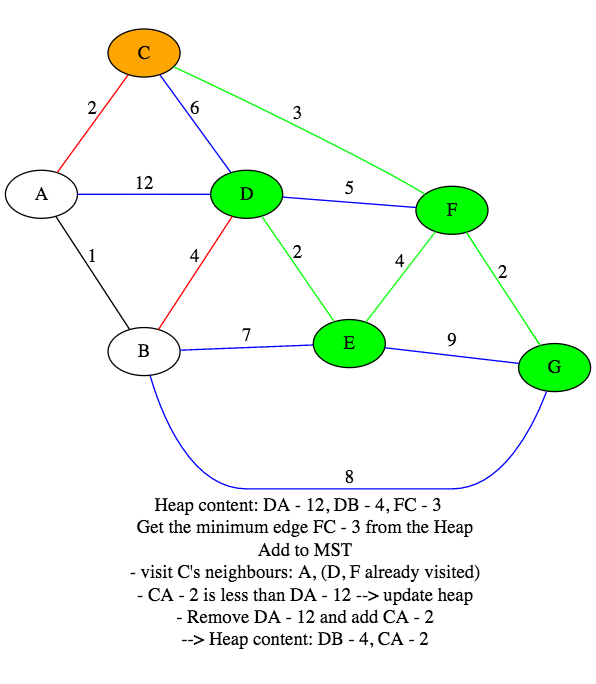 C
2
6
3
A
12
D
5
F
1
4
2
4
2
B
7
E
9
G
8
Heap content: DA - 12, DB - 4, FC - 3
Get the minimum edge FC - 3 from the Heap
Add to MST
- visit C's neighbours: A, (D, F already visited)
- CA - 2 is less than DA - 12 --> update heap
- Remove DA - 12 and add CA - 2
--> Heap content: DB - 4, CA - 2